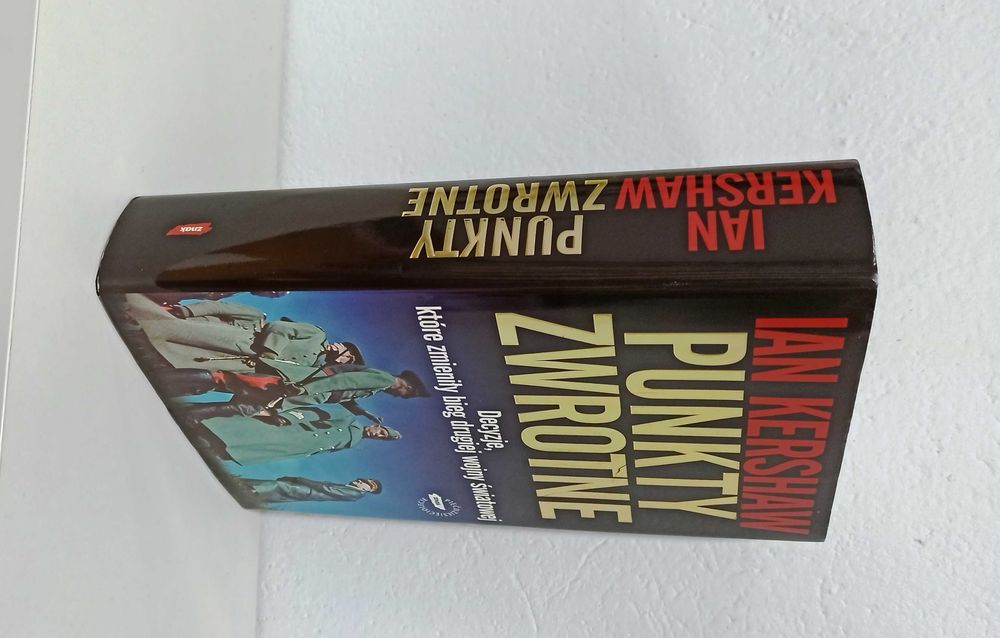 IAN
KERSHAW
PUNKTY
ZWROTNE
znak
IAN KERSHAW
PUNKTY
ZWROTNE
Decyzje,
które zmieniły bieg drugiej wojny światowej